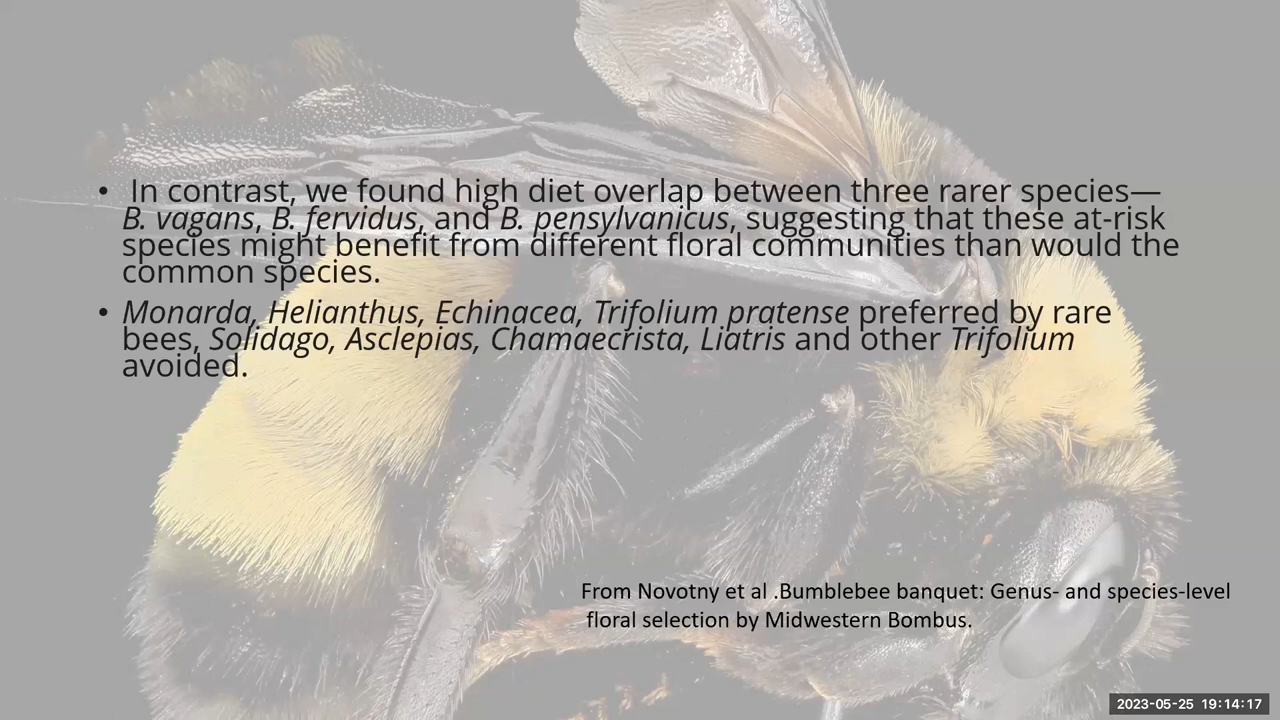 • In contrast, we found high diet overlap between three rarer species—
B. vagans, B. fervidus, and B. pensylvanicus, suggesting that these at-risk
species might benefit from different floral communities than would the
common species.
• Monarda, Helianthus, Echinacea, Trifolium pratense preferred by rare
bees, Solidago, Asclepias, Chamaecrista, Liatris and other Trifolium
avoided.
From Novotny et al .Bumblebee banquet: Genus- and species-level
floral selection by Midwestern Bombus.
2023-05-25 19:14:17